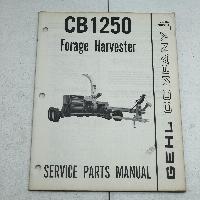 CB1250
Forage Harvester
GEHL COMPANY
SERVICE PARTS MANUAL